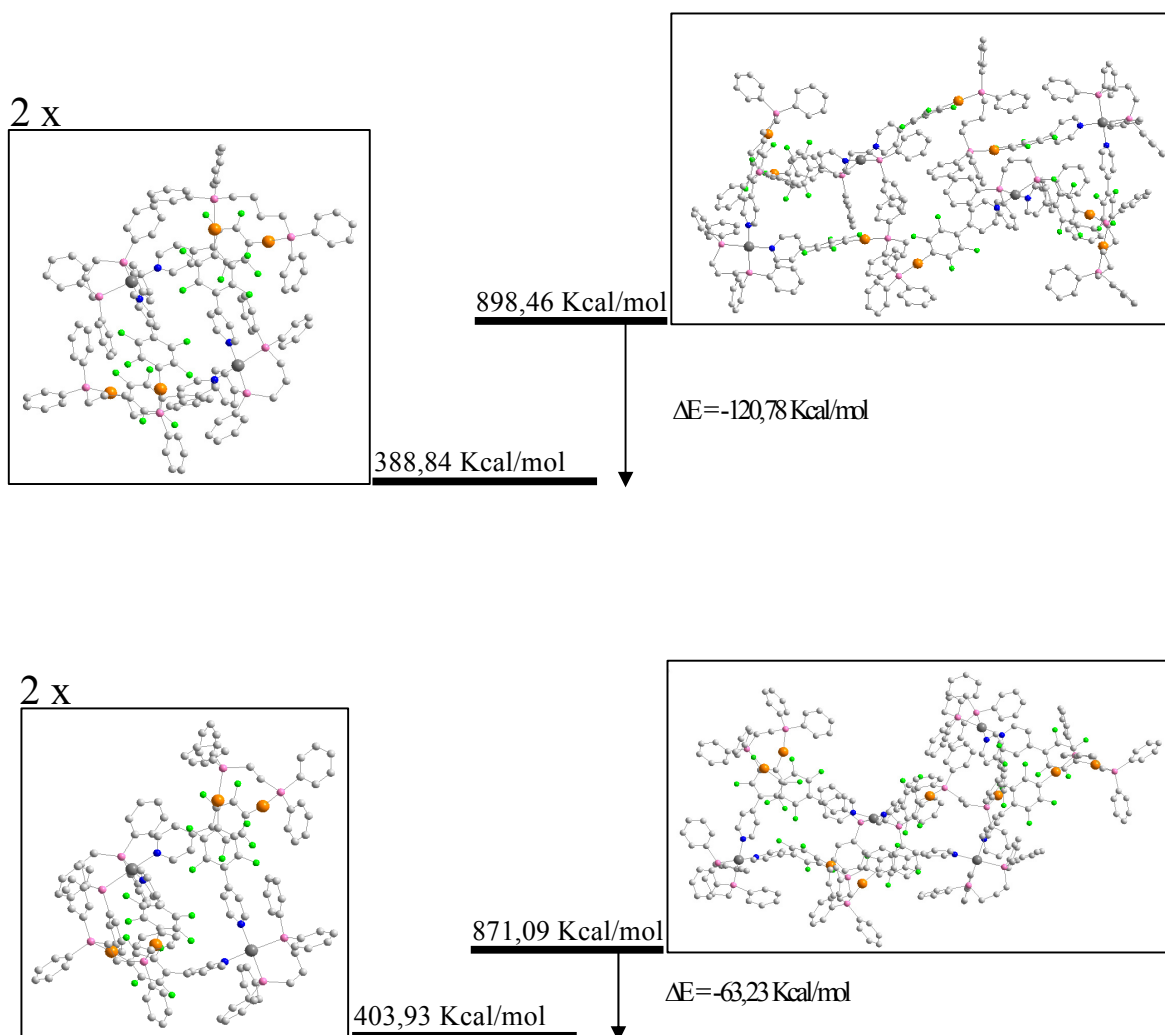 2 x
898,46 Kcal/mol
ΔE = -120,78 Kcal/mol
388,84 Kcal/mol
2 x
871,09 Kcal/mol
ΔE = -63,23 Kcal/mol
403,93 Kcal/mol